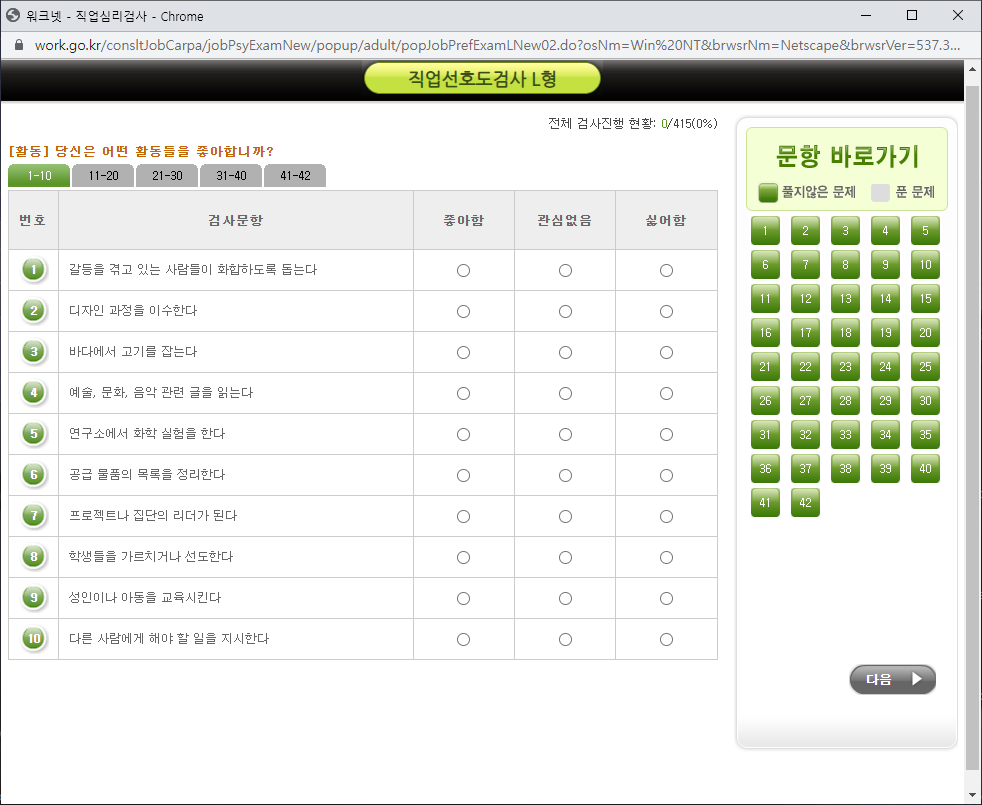 워크넷 - 직업심리검사 - Chrome
work.go.kr/consltJobCarpa/jobPsyExamNew/popup/adult/popJobPrefExamLNew02.do?osNm=Win%20NT&brwsrNm=Netscape&brwsrVer=537.3...
직업선호도검사 L형
전체 검사진행 현황: 0/415(0%)
[활동] 당신은 어떤 활동들을 좋아합니까?
1-10 11-20 21-30 31-40 41-42
번호 검사문항 좋아함 관심없음 싫어함
1 갈등을 겪고 있는 사람들이 화합하도록 돕는다
2 디자인 과정을 이수한다
3 바다에서 고기를 잡는다
4 예술, 문화, 음악 관련 글을 읽는다
5 연구소에서 화학 실험을 한다
6 공급 물품의 목록을 정리한다
7 프로젝트나 집단의 리더가 된다
8 학생들을 가르치거나 선도한다
9 성인이나 아동을 교육시킨다
10 다른 사람에게 해야 할 일을 지시한다
문항 바로가기
풀지않은 문제 푼 문제
1 2 3 4 5
6 7 8 9 10
11 12 13 14 15
16 17 18 19 20
21 22 23 24 25
26 27 28 29 30
31 32 33 34 35
36 37 38 39 40
41 42
다음